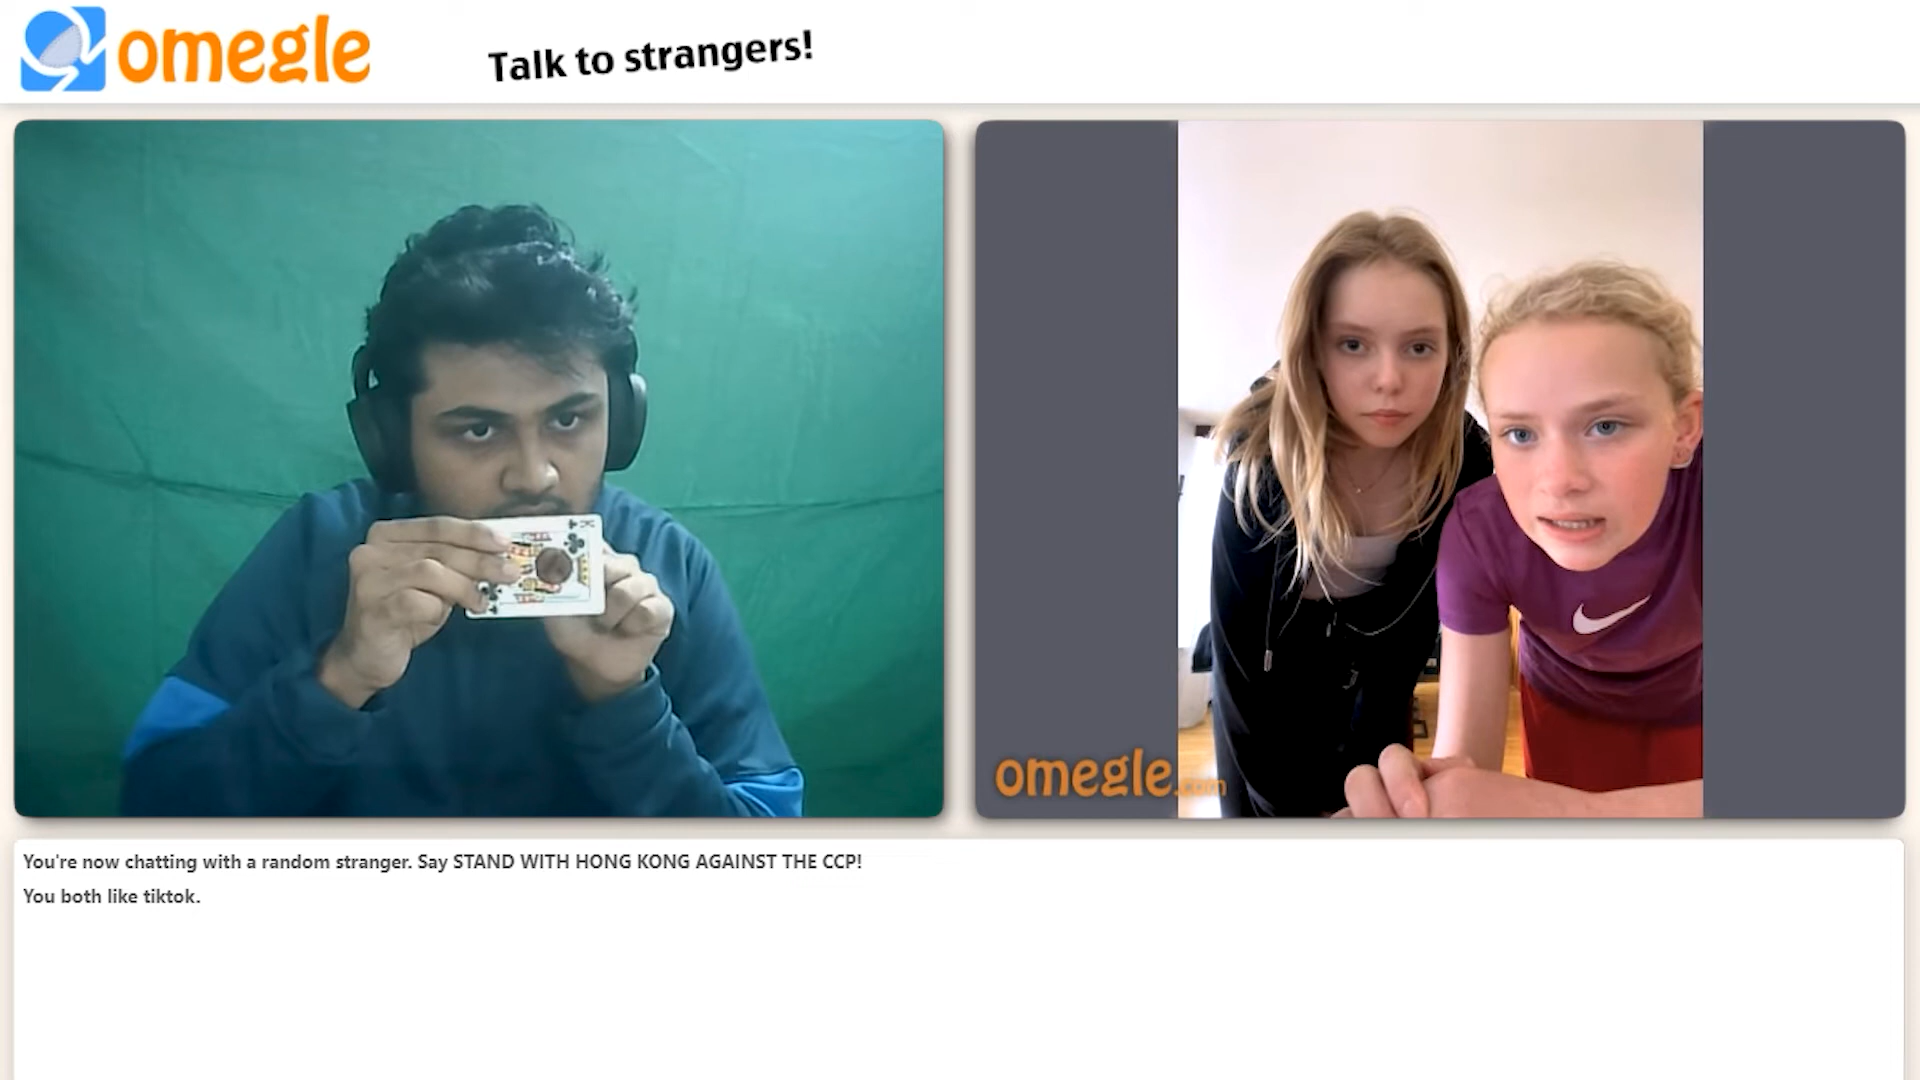 omegle
Talk to strangers!
K
omegle.com
You're now chatting with a random stranger. Say STAND WITH HONG KONG AGAINST THE CCP!
You both like tiktok.